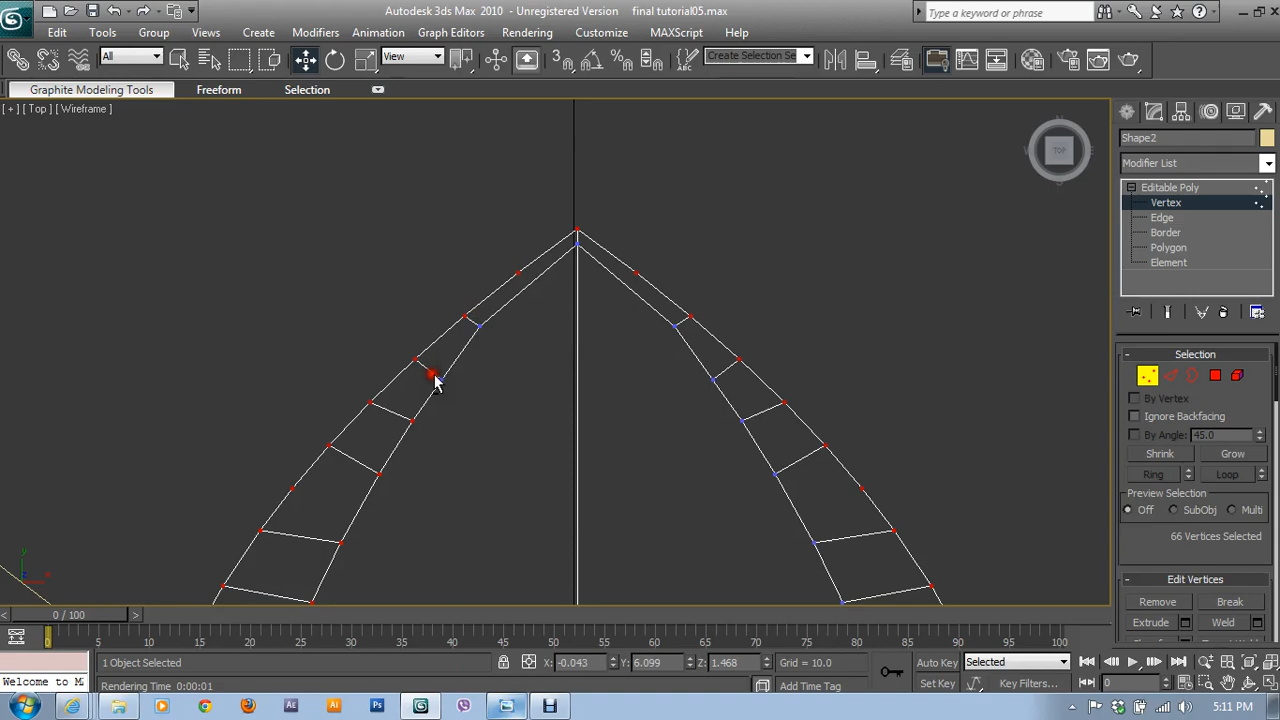 Autodesk 3ds Max 2010 - Unregistered Version final tutorial05.max
Type a keyword or phrase
Edit Tools Group Views Create Modifiers Animation Graph Editors Rendering Customize MAXScript Help
All View Create Selection Se
Graphite Modeling Tools Freeform Selection
[ + ] [ Top ] [ Wireframe ]
TOP
Shape2
Modifier List
Editable Poly
Vertex
Edge
Border
Polygon
Element
Selection
By Vertex
Ignore Backfacing
By Angle: 45.0
Shrink Grow
Ring Loop
Preview Selection
Off SubObj Multi
66 Vertices Selected
Edit Vertices
Remove Break
Extrude Weld
0 / 100
0 5 10 15 20 25 30 35 40 45 50 55 60 65 70 75 80 85 90 95 100
1 Object Selected X: -0.043 Y: 6.099 Z: 1.468 Grid = 10.0 Auto Key Selected
Welcome to M Rendering Time 0:00:01 Add Time Tag Set Key Key Filters... 0
5:11 PM